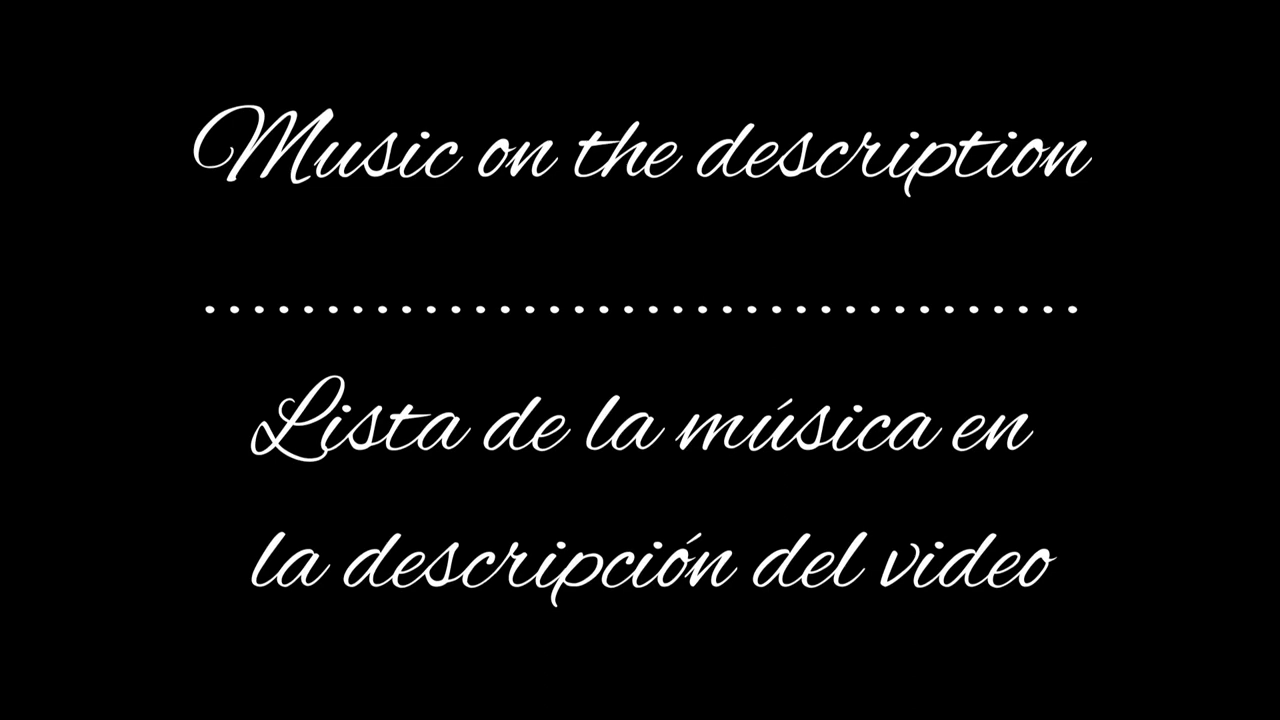 Music on the description
....................................
Lista de la música en
la descripción del video